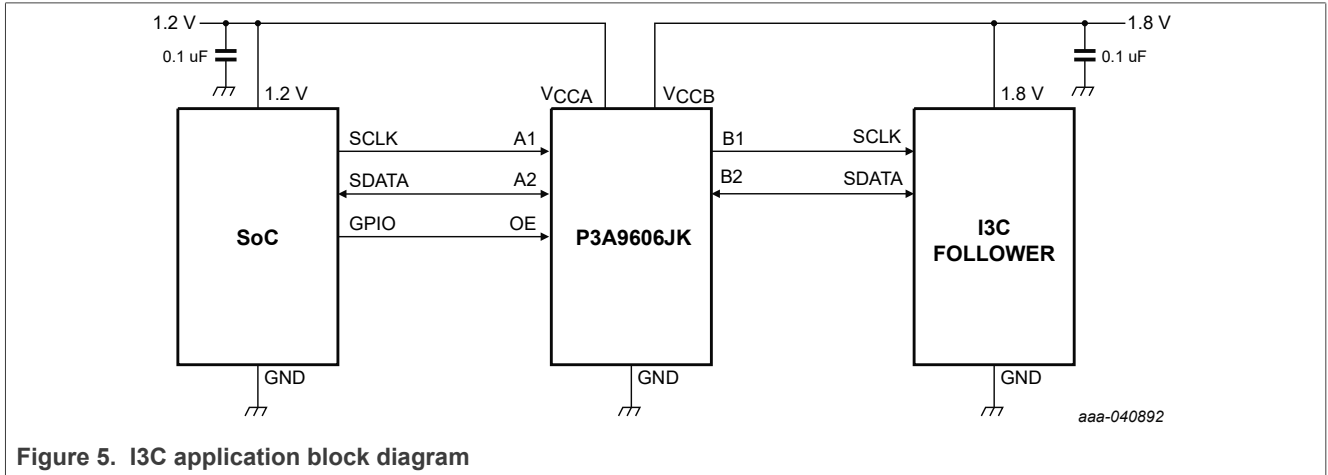 1.2 V
1.8 V
0.1 uF
0.1 uF
1.2 V
VCCA
VCCB
1.8 V
SCLK
A1
B1
SCLK
SDATA
A2
B2
SDATA
GPIO
OE
SoC
P3A9606JK
I3C
FOLLOWER
GND
GND
GND
aaa-040892
Figure 5. I3C application block diagram